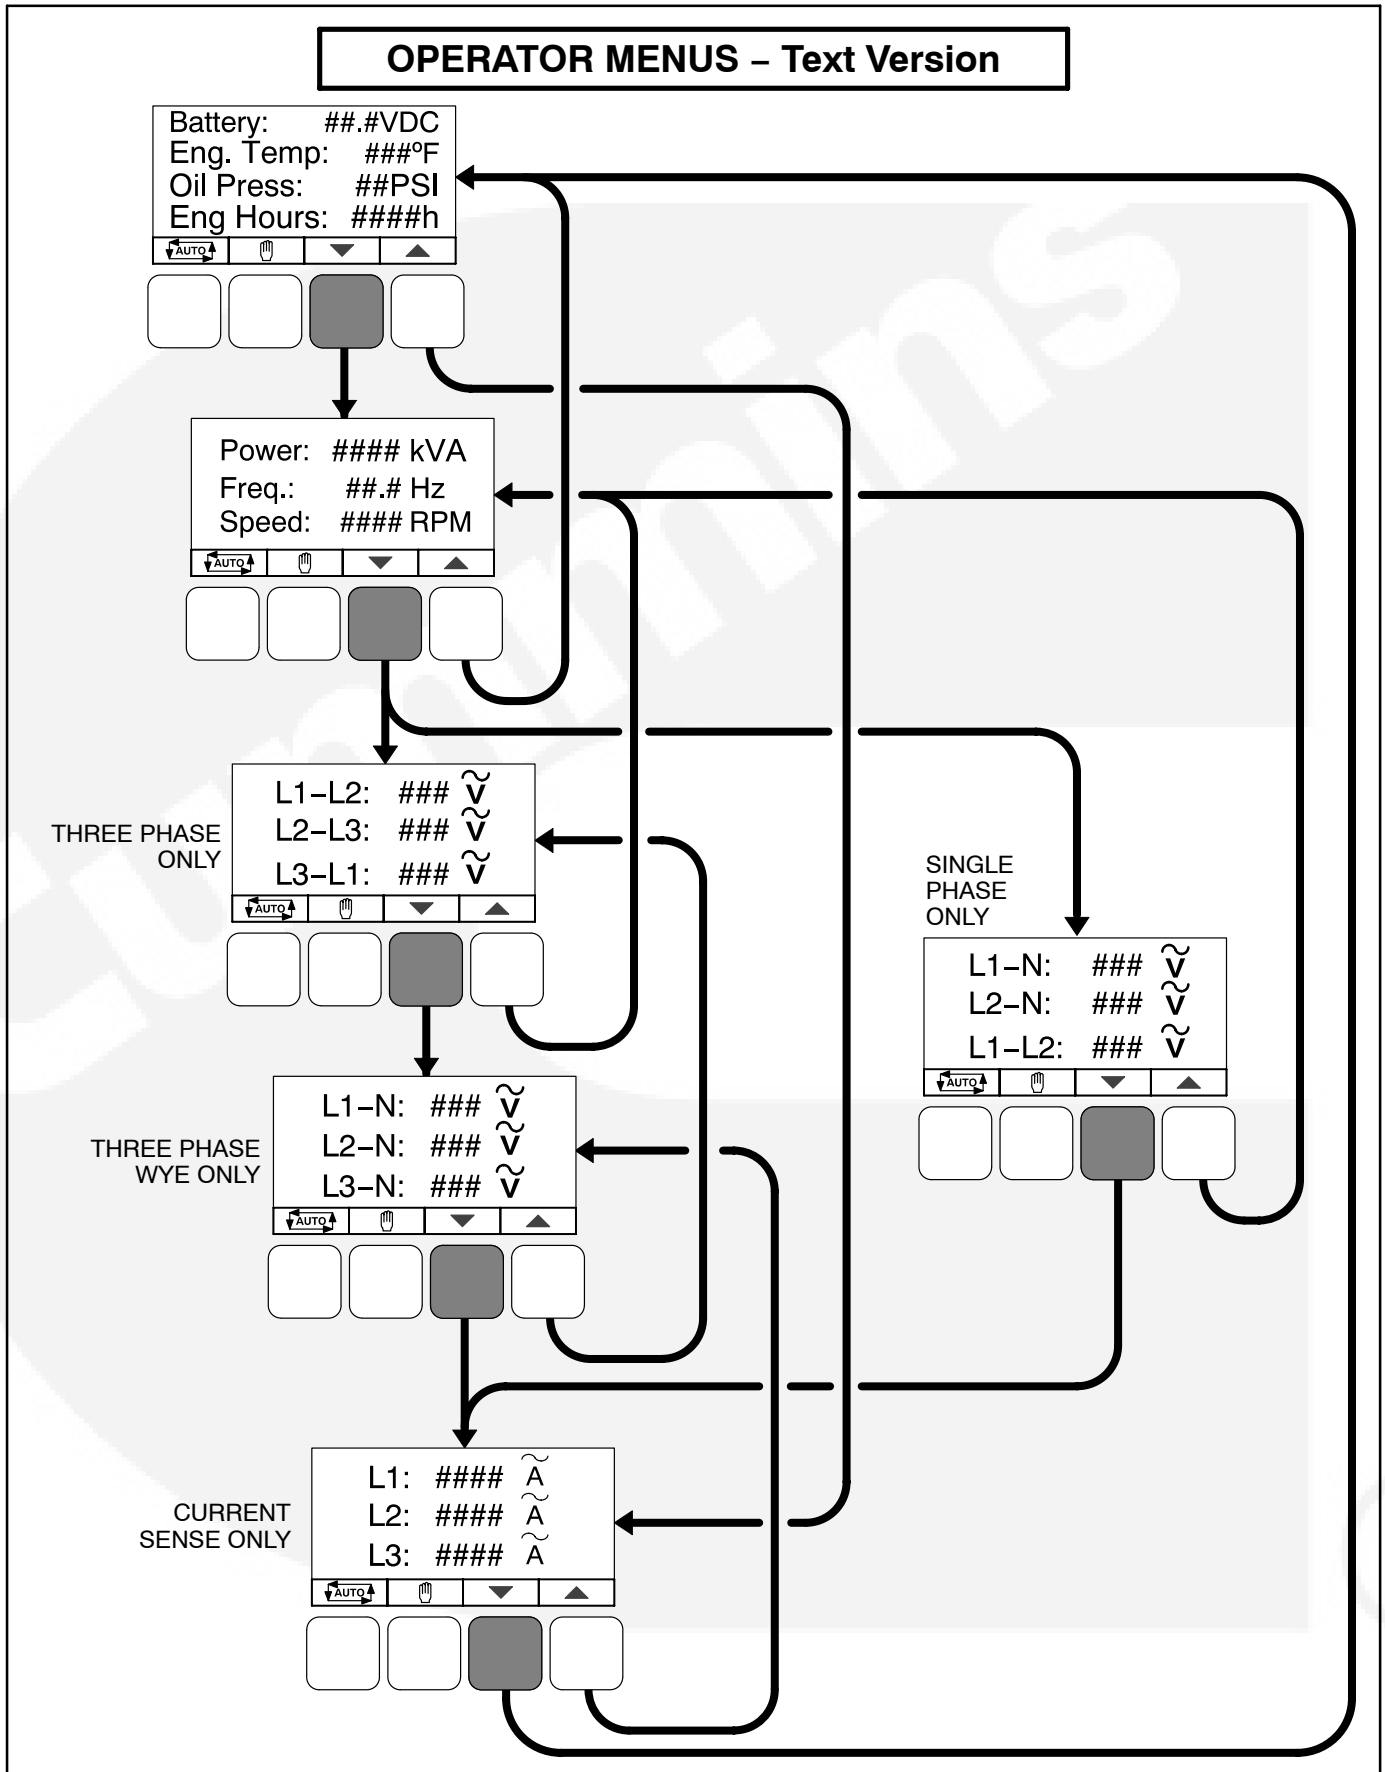 OPERATOR MENUS – Text Version
Battery: ##.#VDC
Eng. Temp: ###ºF
Oil Press: ##PSI
Eng Hours: ####h
AUTO
Power: #### kVA
Freq.: ##.# Hz
Speed: #### RPM
AUTO
THREE PHASE
ONLY
L1–L2: ### V
L2–L3: ### V
L3–L1: ### V
AUTO
SINGLE
PHASE
ONLY
L1–N: ### V
L2–N: ### V
L1–L2: ### V
AUTO
THREE PHASE
WYE ONLY
L1–N: ### V
L2–N: ### V
L3–N: ### V
AUTO
CURRENT
SENSE ONLY
L1: #### A
L2: #### A
L3: #### A
AUTO
Cummins